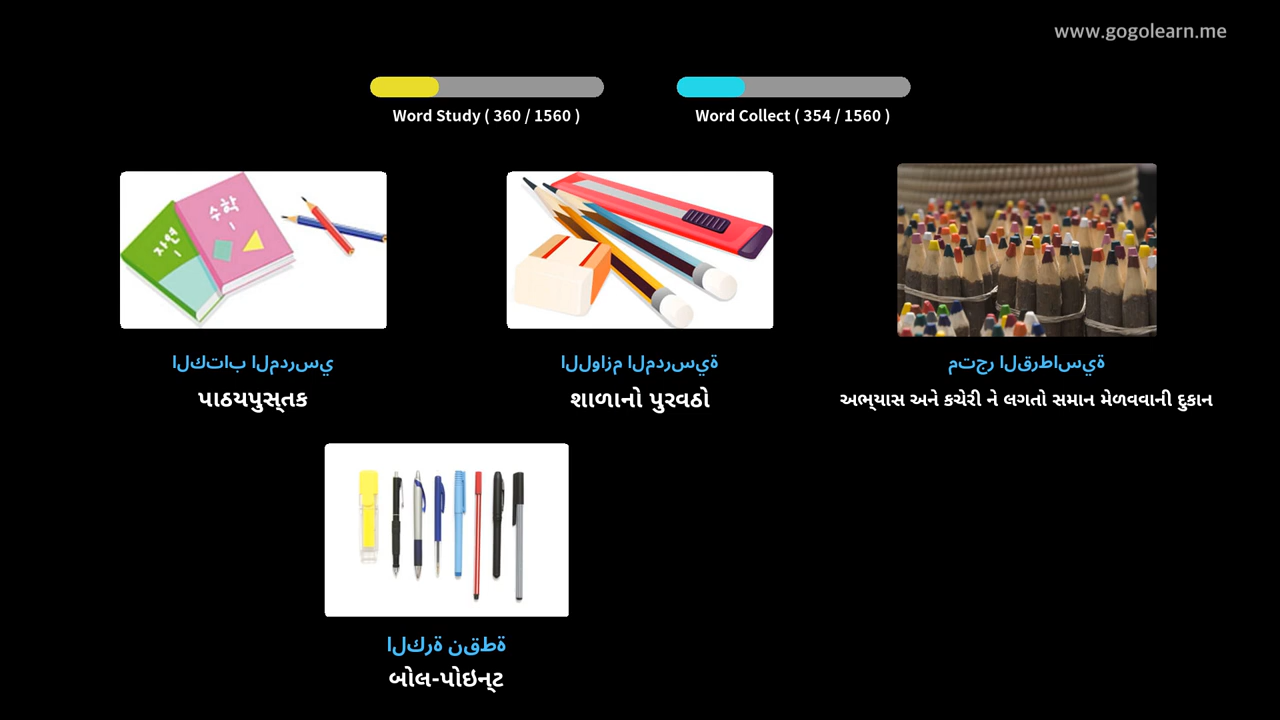 www.gogolearn.me
Word Study ( 360 / 1560 )
Word Collect ( 354 / 1560 )
자연
수학
الكتاب المدرسي
પાઠયપુસ્તક
اللوازم المدرسية
શાળાનો પુરવઠો
متجر القرطاسية
અભ્યાસ અને કચેરી ને લગતો સમાન મેળવવાની દુકાન
الكرة نقطة
બોલ-પોઇન્ટ